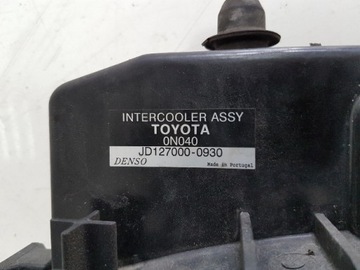 INTERCOOLER ASSY
TOYOTA
0N040
JD127000-0930
DENSO Made in Portugal